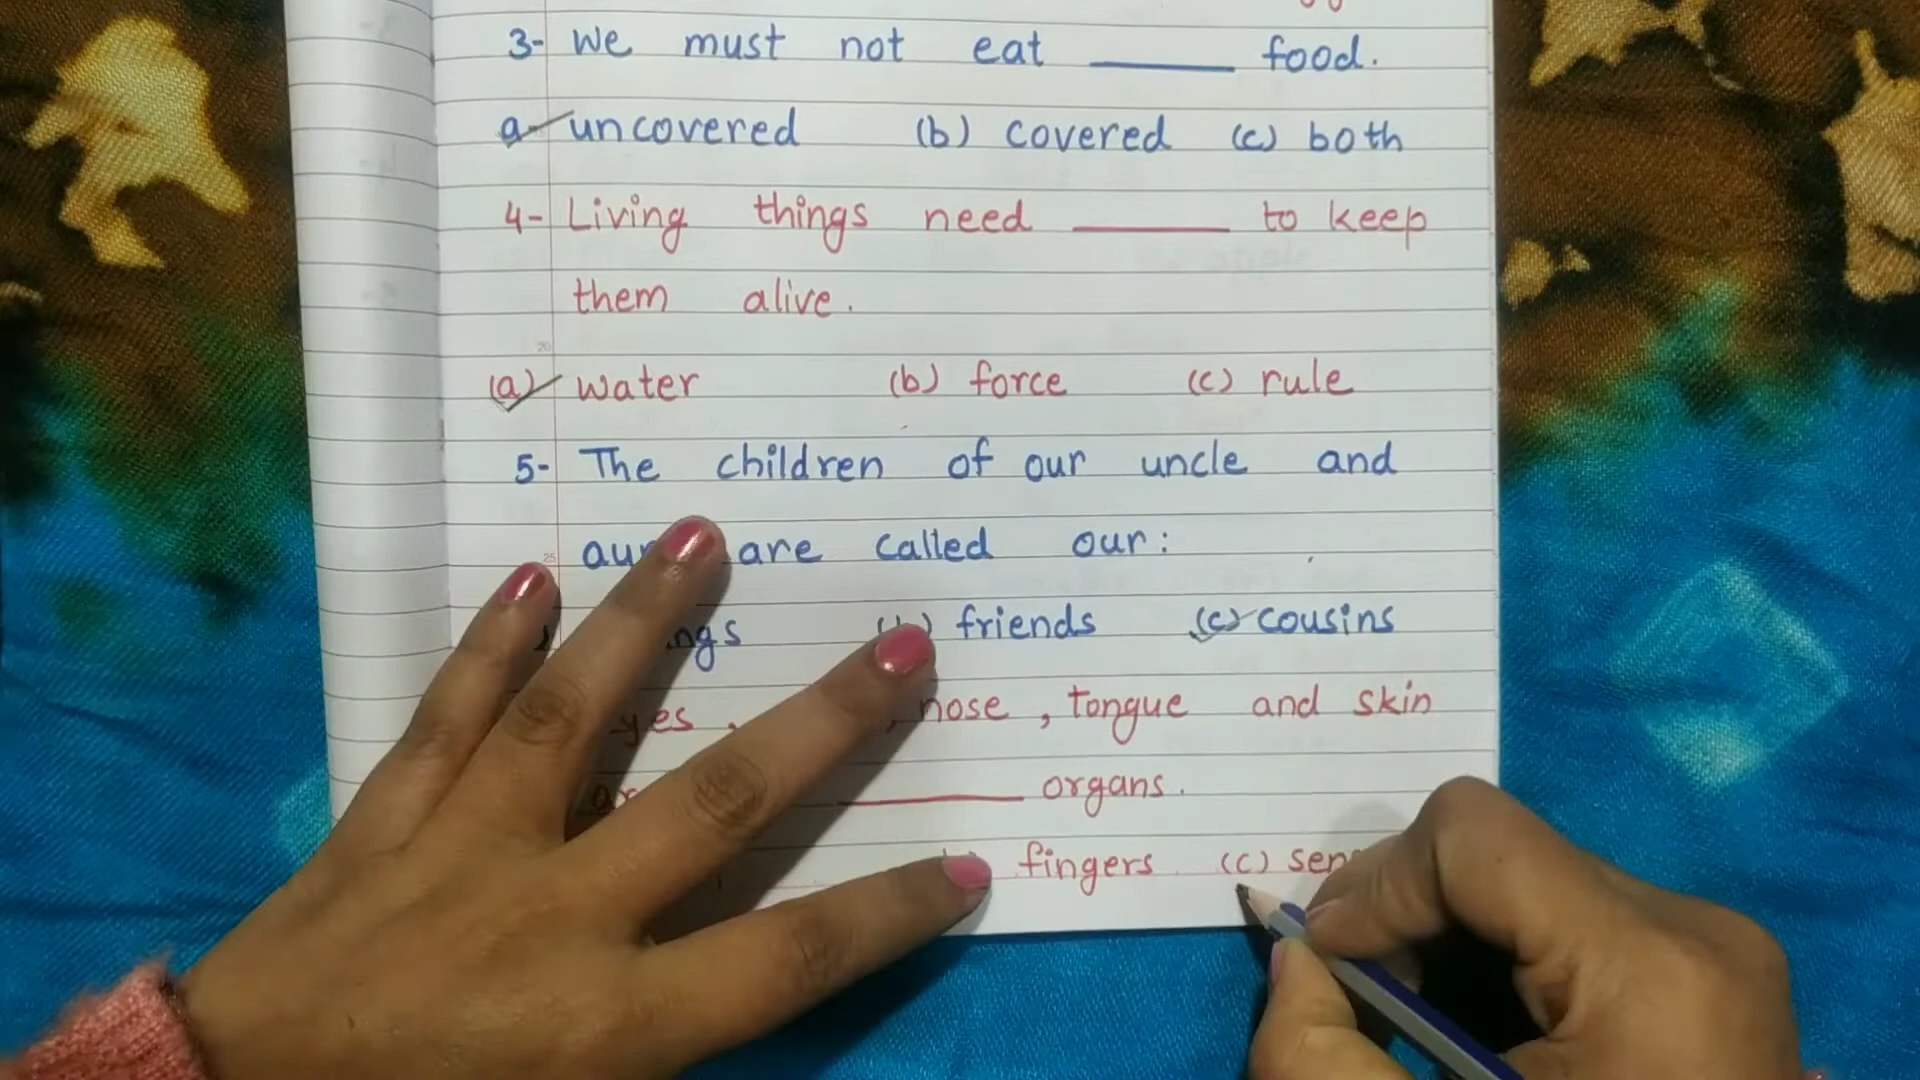 3- We must not eat ______ food.
a- uncovered (b) covered (c) both
4- Living things need ______ to keep
them alive.
(a) water (b) force (c) rule
5- The children of our uncle and
are called our:
friends (c) cousins
, nose, tongue and skin
______ organs.
fingers (c)